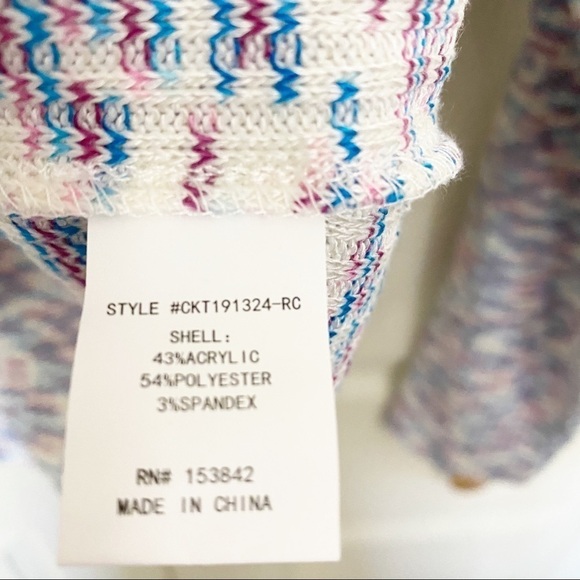 STYLE #CKT191324-RC
SHELL:
43%ACRYLIC
54%POLYESTER
3%SPANDEX
RN# 153842
MADE IN CHINA